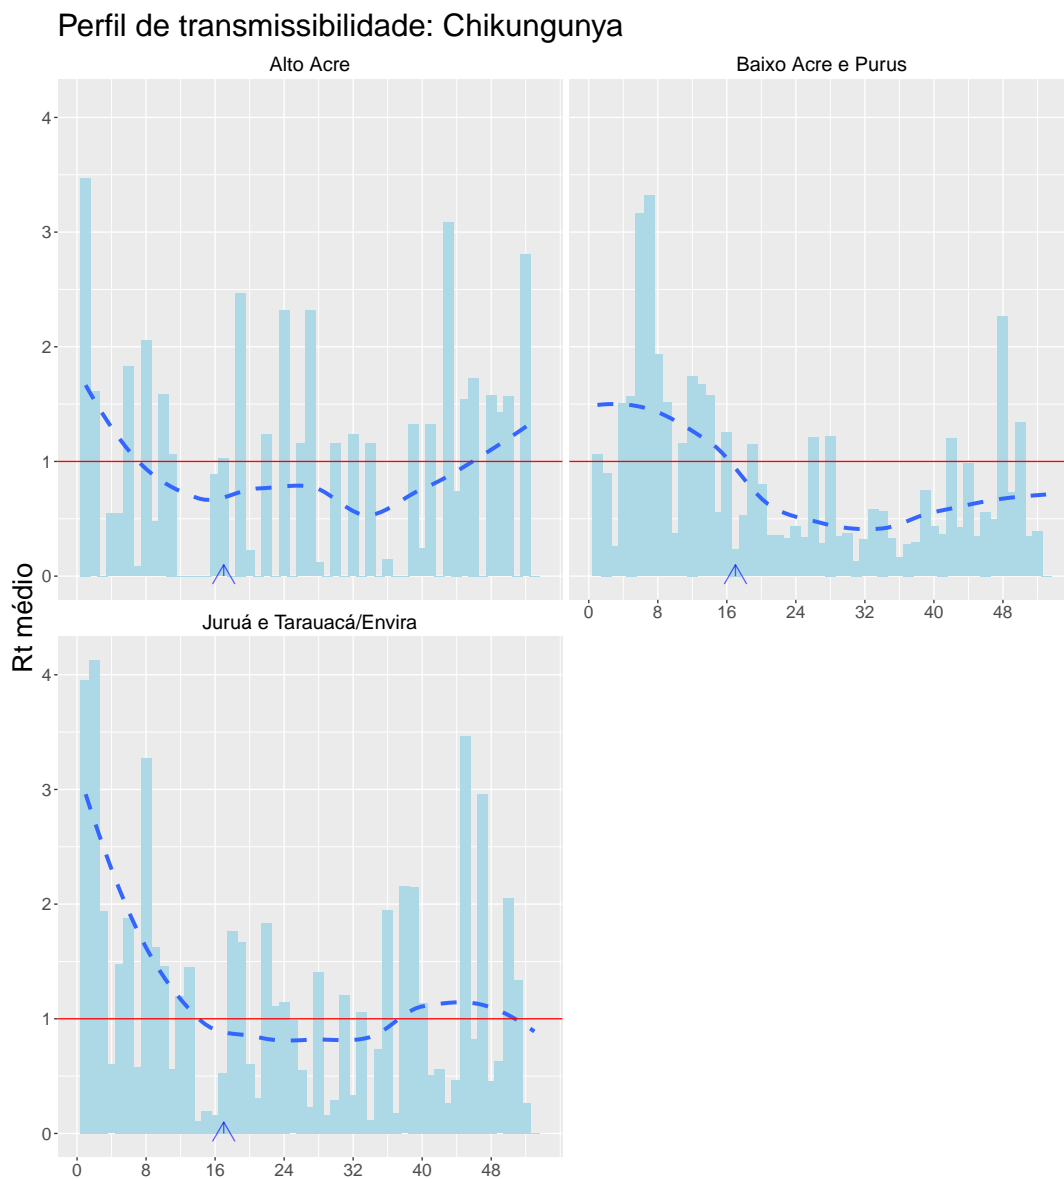 Perfil de transmissibilidade: Chikungunya
Alto Acre
Baixo Acre e Purus
4
3
2
1
0
0 8 16 24 32 40 48
Rt médio
Juruá e Tarauacá/Envira
4
3
2
1
0
0 8 16 24 32 40 48